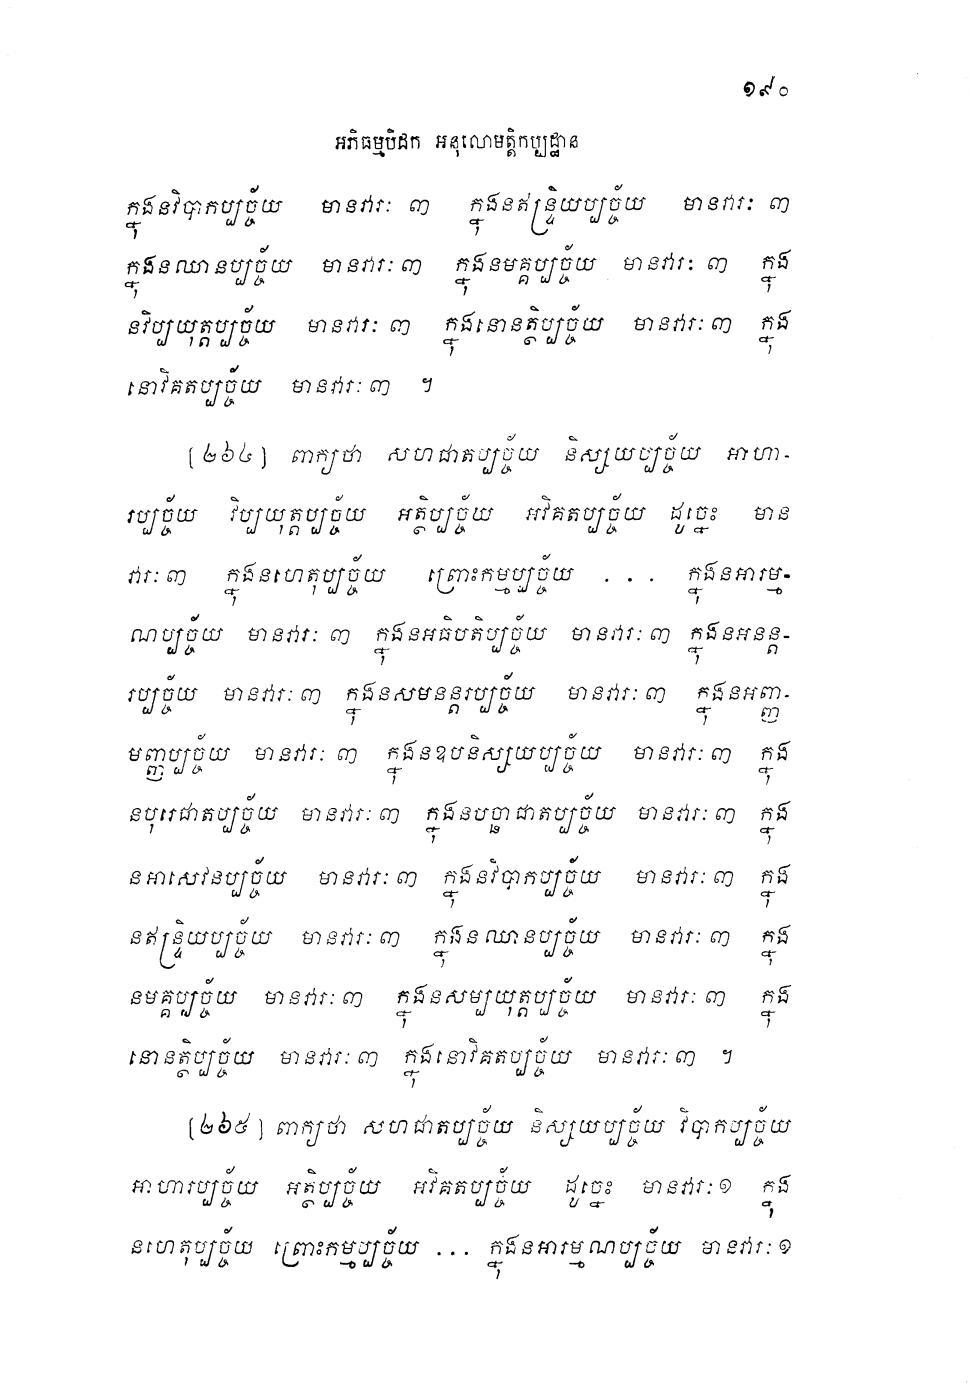 ១៩០
អភិធម្មបិដក អនុលោមត្តិកប្បដ្ឋាន
ក្នុងនវិបាកប្បច្ច័យ មានវារៈ ៣ ក្នុងនឥន្ទ្រិយប្បច្ច័យ មានវារៈ ៣
ក្នុងនឈានប្បច្ច័យ មានវារៈ ៣ ក្នុងនមគ្គប្បច្ច័យ មានវារៈ ៣ ក្នុង
នវិប្បយុត្តប្បច្ច័យ មានវារៈ ៣ ក្នុងនោនត្ថិប្បច្ច័យ មានវារៈ ៣ ក្នុង
នោវិគតប្បច្ច័យ មានវារៈ ៣ ។
[២៦៤] ពាក្យថា សហជាតប្បច្ច័យ និស្សយប្បច្ច័យ អាហា-
រប្បច្ច័យ វិប្បយុត្តប្បច្ច័យ អត្ថិប្បច្ច័យ អវិគតប្បច្ច័យ ដូច្នេះ មាន
វារៈ ៣ ក្នុងនហេតុប្បច្ច័យ ព្រោះកម្មប្បច្ច័យ ... ក្នុងនអារម្ម-
ណប្បច្ច័យ មានវារៈ ៣ ក្នុងនអធិបតិប្បច្ច័យ មានវារៈ ៣ ក្នុងនអនន្ត-
រប្បច្ច័យ មានវារៈ ៣ ក្នុងនសមនន្តរប្បច្ច័យ មានវារៈ ៣ ក្នុងនអញ្ញ-
មញ្ញប្បច្ច័យ មានវារៈ ៣ ក្នុងនឧបនិស្សយប្បច្ច័យ មានវារៈ ៣ ក្នុង
នបុរេជាតប្បច្ច័យ មានវារៈ ៣ ក្នុងនបច្ឆាជាតប្បច្ច័យ មានវារៈ ៣ ក្នុង
នអាសេវនប្បច្ច័យ មានវារៈ ៣ ក្នុងនវិបាកប្បច្ច័យ មានវារៈ ៣ ក្នុង
នឥន្ទ្រិយប្បច្ច័យ មានវារៈ ៣ ក្នុងនឈានប្បច្ច័យ មានវារៈ ៣ ក្នុង
នមគ្គប្បច្ច័យ មានវារៈ ៣ ក្នុងនសម្បយុត្តប្បច្ច័យ មានវារៈ ៣ ក្នុង
នោនត្ថិប្បច្ច័យ មានវារៈ ៣ ក្នុងនោវិគតប្បច្ច័យ មានវារៈ ៣ ។
[២៦៥] ពាក្យថា សហជាតប្បច្ច័យ និស្សយប្បច្ច័យ វិបាកប្បច្ច័យ
អាហារប្បច្ច័យ អត្ថិប្បច្ច័យ អវិគតប្បច្ច័យ ដូច្នេះ មានវារៈ ១ ក្នុង
នហេតុប្បច្ច័យ ព្រោះកម្មប្បច្ច័យ ... ក្នុងនអារម្មណប្បច្ច័យ មានវារៈ ១